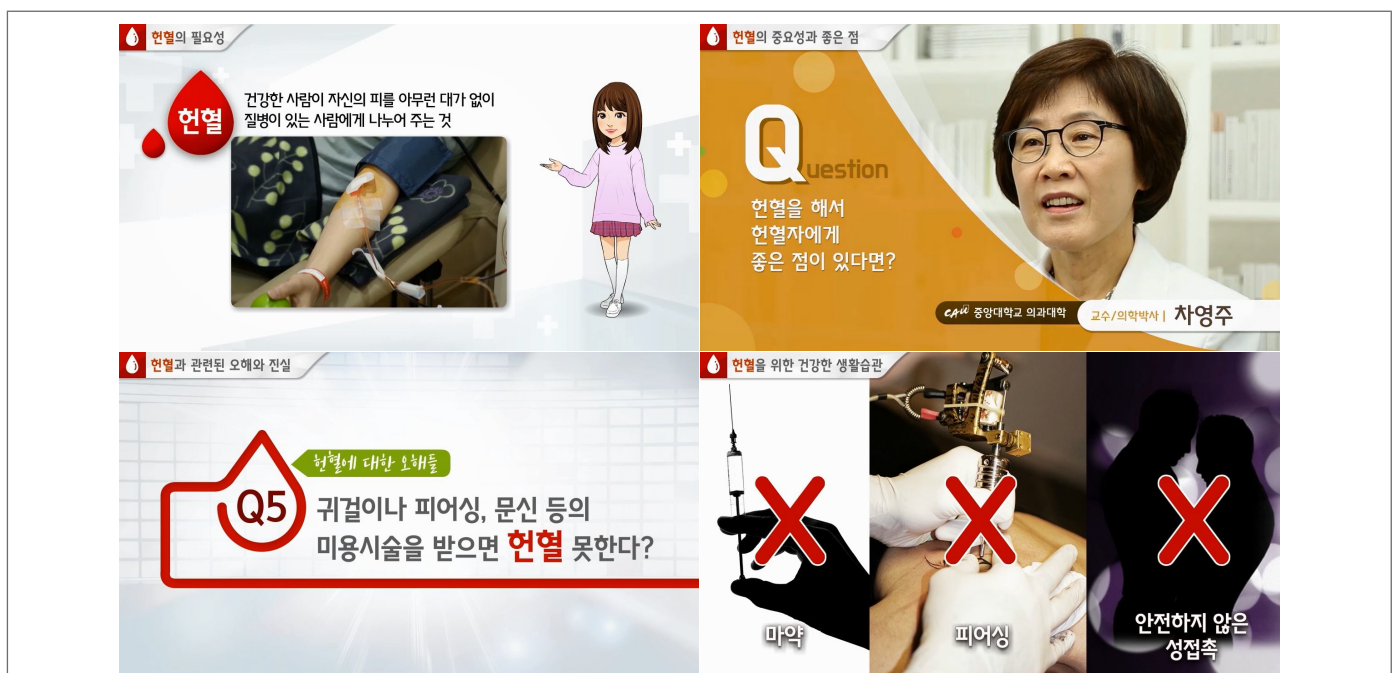 헌혈의 필요성
헌혈
건강한 사람이 자신의 피를 아무런 대가 없이
질병이 있는 사람에게 나누어 주는 것
헌혈의 중요성과 좋은 점
Question
헌혈을 해서
헌혈자에게
좋은 점이 있다면?
CAU 중앙대학교 의과대학
교수/의학박사 | 차영주
헌혈과 관련된 오해와 진실
헌혈에 대한 오해들
Q5
귀걸이나 피어싱, 문신 등의
미용시술을 받으면 헌혈 못한다?
헌혈을 위한 건강한 생활습관
마약
피어싱
안전하지 않은
성접촉